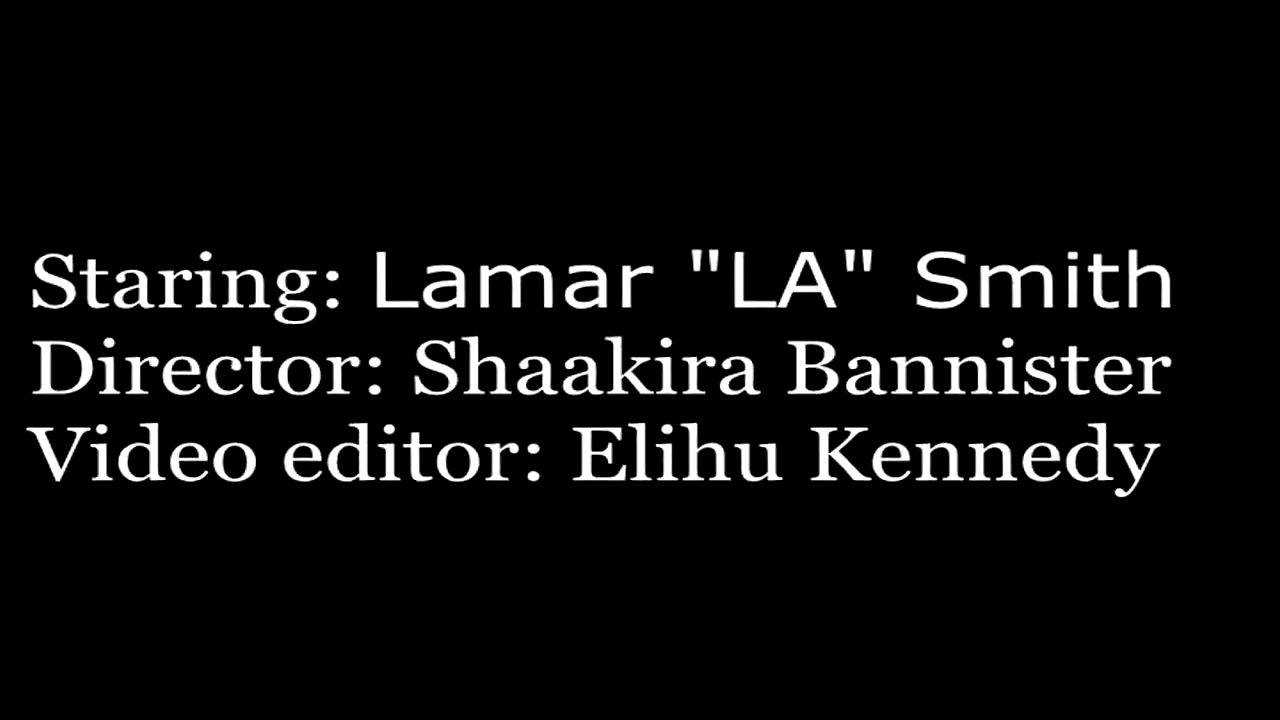 Staring: Lamar "LA" Smith
Director: Shaakira Bannister
Video editor: Elihu Kennedy